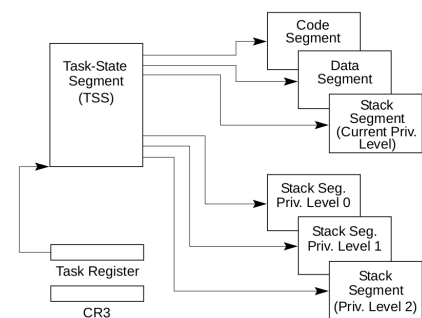 Code
Segment
Task-State
Segment
(TSS)
Data
Segment
Stack
Segment
(Current Priv.
Level)
Stack Seg.
Priv. Level 0
Stack Seg.
Priv. Level 1
Task Register
Stack
Segment
(Priv. Level 2)
CR3